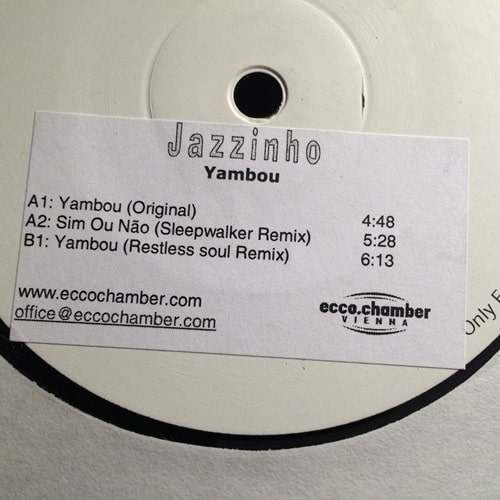 Jazzinho
Yambou
A1: Yambou (Original) 4:48
A2: Sim Ou Não (Sleepwalker Remix) 5:28
B1: Yambou (Restless soul Remix) 6:13
www.eccochamber.com
office@eccochamber.com
ecco.chamber
VIENNA
Only